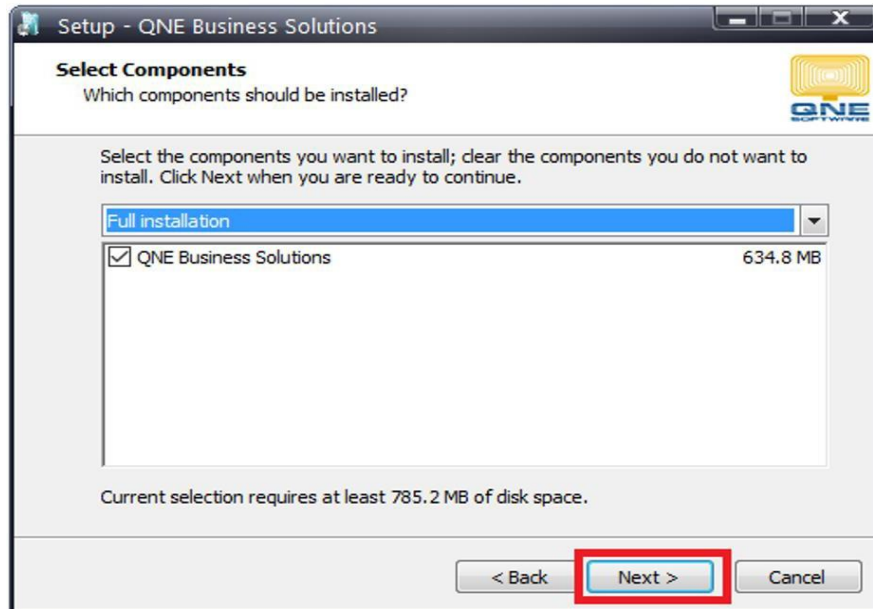 Setup - QNE Business Solutions
Select Components
Which components should be installed?
QNE
SOFTWARE
Select the components you want to install; clear the components you do not want to
install. Click Next when you are ready to continue.
Full installation
QNE Business Solutions 634.8 MB
Current selection requires at least 785.2 MB of disk space.
< Back Next > Cancel